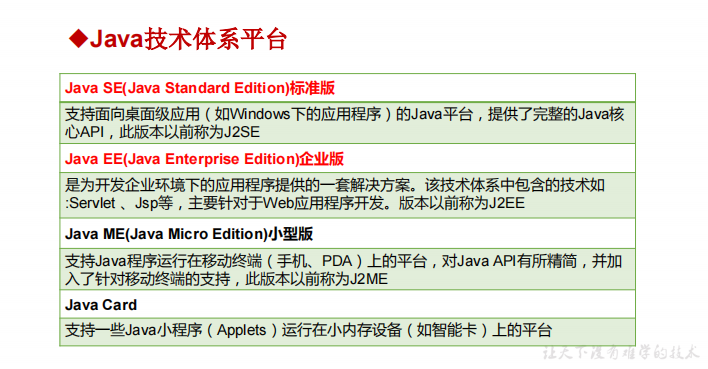 ◆Java技术体系平台
Java SE(Java Standard Edition)标准版
支持面向桌面级应用（如Windows下的应用程序）的Java平台，提供了完整的Java核
心API，此版本以前称为J2SE
Java EE(Java Enterprise Edition)企业版
是为开发企业环境下的应用程序提供的一套解决方案。该技术体系中包含的技术如
:Servlet 、Jsp等，主要针对于Web应用程序开发。版本以前称为J2EE
Java ME(Java Micro Edition)小型版
支持Java程序运行在移动终端（手机、PDA）上的平台，对Java API有所精简，并加
入了针对移动终端的支持，此版本以前称为J2ME
Java Card
支持一些Java小程序（Applets）运行在小内存设备（如智能卡）上的平台
让天下没有难学的技术